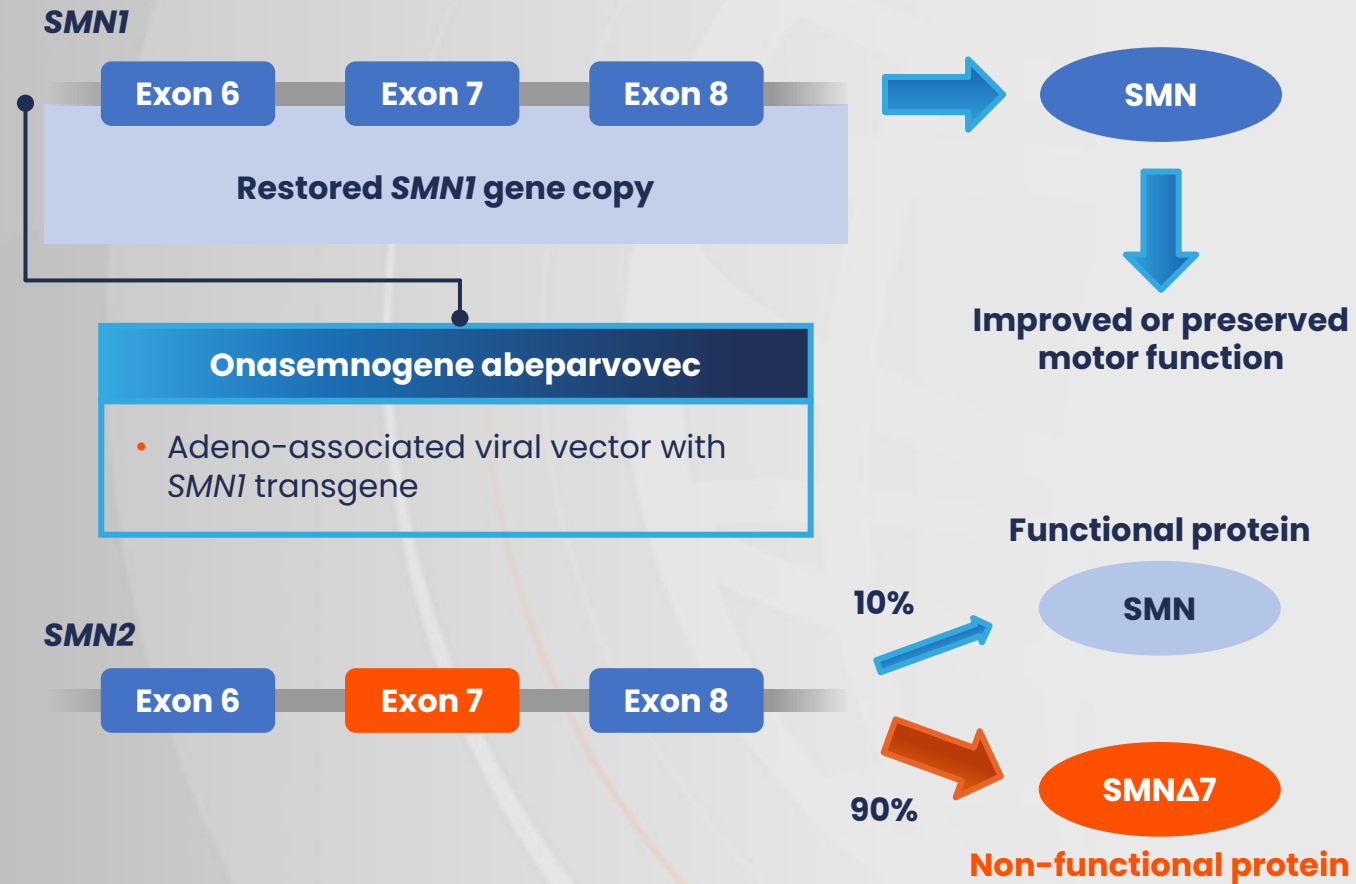 SMN1
Exon 6
Exon 7
Exon 8
SMN
Restored SMN1 gene copy
Improved or preserved
motor function
Onasemnogene abeparvovec
• Adeno-associated viral vector with
SMN1 transgene
Functional protein
10%
SMN
SMN2
Exon 6
Exon 7
Exon 8
90%
SMNΔ7
Non-functional protein